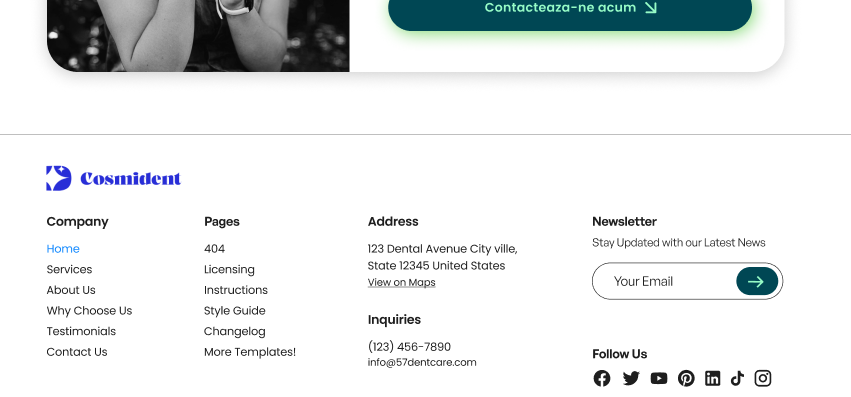 Contacteaza-ne acum
Cosmident
Company
Home
Services
About Us
Why Choose Us
Testimonials
Contact Us
Pages
404
Licensing
Instructions
Style Guide
Changelog
More Templates!
Address
123 Dental Avenue City ville,
State 12345 United States
View on Maps
Inquiries
(123) 456-7890
info@57dentcare.com
Newsletter
Stay Updated with our Latest News
Your Email
Follow Us